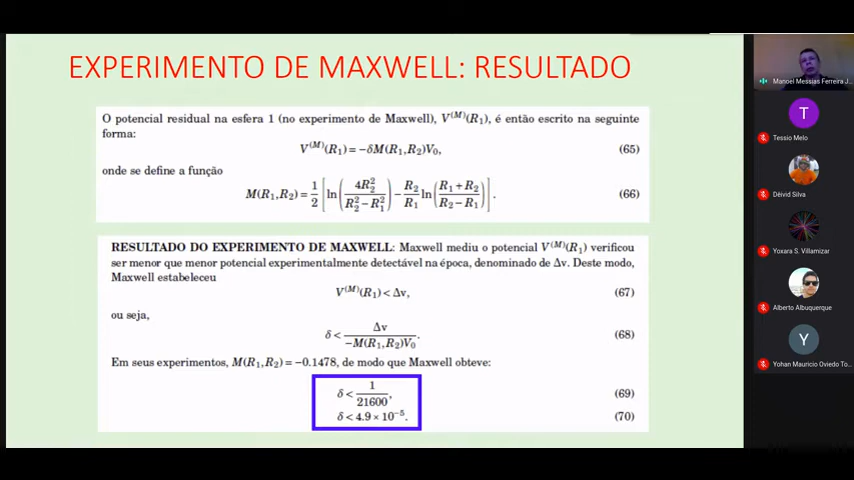 EXPERIMENTO DE MAXWELL: RESULTADO
O potencial residual na esfera 1 (no experimento de Maxwell), V^(M)(R₁), é então escrito na seguinte
forma:
V^(M)(R₁) = −δM(R₁,R₂)V₀, (65)
onde se define a função
M(R₁,R₂) = 1/2 [ln(4R₂²/(R₂²−R₁²)) − R₂/R₁ ln((R₁+R₂)/(R₂−R₁))]. (66)
RESULTADO DO EXPERIMENTO DE MAXWELL: Maxwell mediu o potencial V^(M)(R₁) verificou
ser menor que menor potencial experimentalmente detectável na época, denominado de Δv. Deste modo,
Maxwell estabeleceu
V^(M)(R₁) < Δv, (67)
ou seja,
δ < Δv/(−M(R₁,R₂)V₀). (68)
Em seus experimentos, M(R₁,R₂) = −0.1478, de modo que Maxwell obteve:
δ < 1/21600, (69)
δ < 4.9 × 10⁻⁵. (70)
Manoel Messias Ferreira J...
T
Tessio Melo
Déivid Silva
Yoxara S. Villamizar
Alberto Albuquerque
Y
Yohan Mauricio Oviedo To...